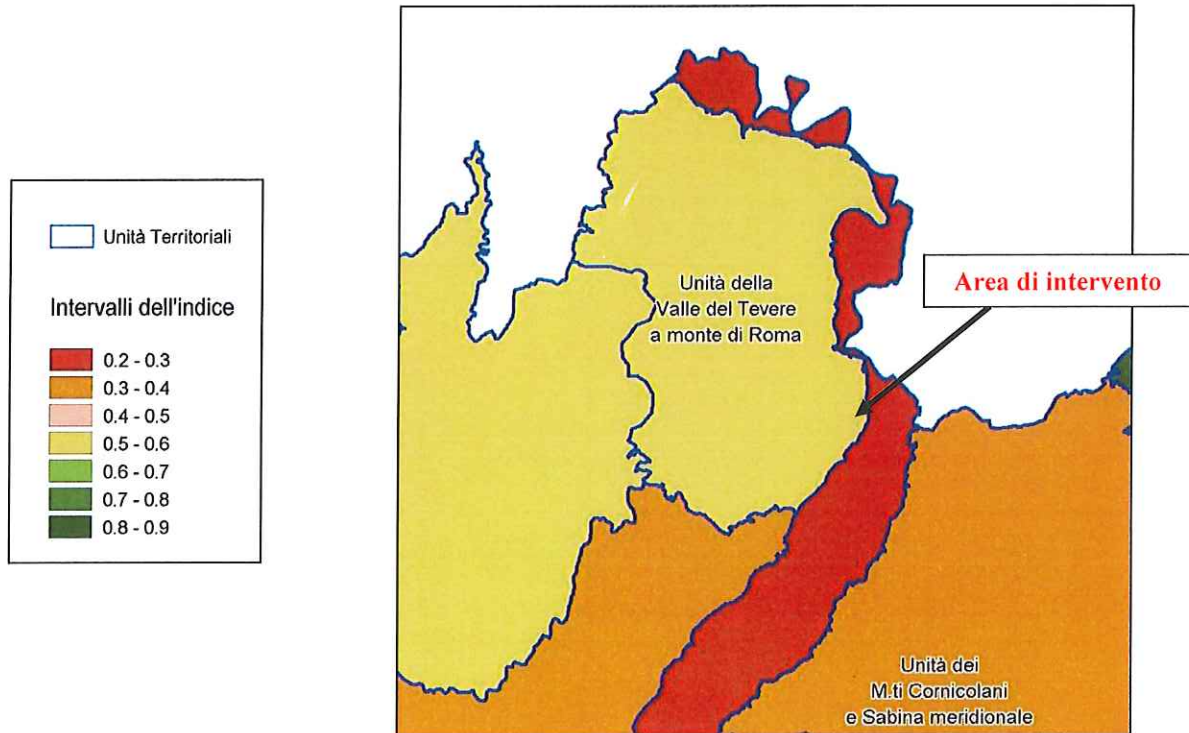 Unità Territoriali
Intervalli dell'indice
0.2 - 0.3
0.3 - 0.4
0.4 - 0.5
0.5 - 0.6
0.6 - 0.7
0.7 - 0.8
0.8 - 0.9
Unità della
Valle del Tevere
a monte di Roma
Area di intervento
Unità dei
M.ti Cornicolani
e Sabina meridionale